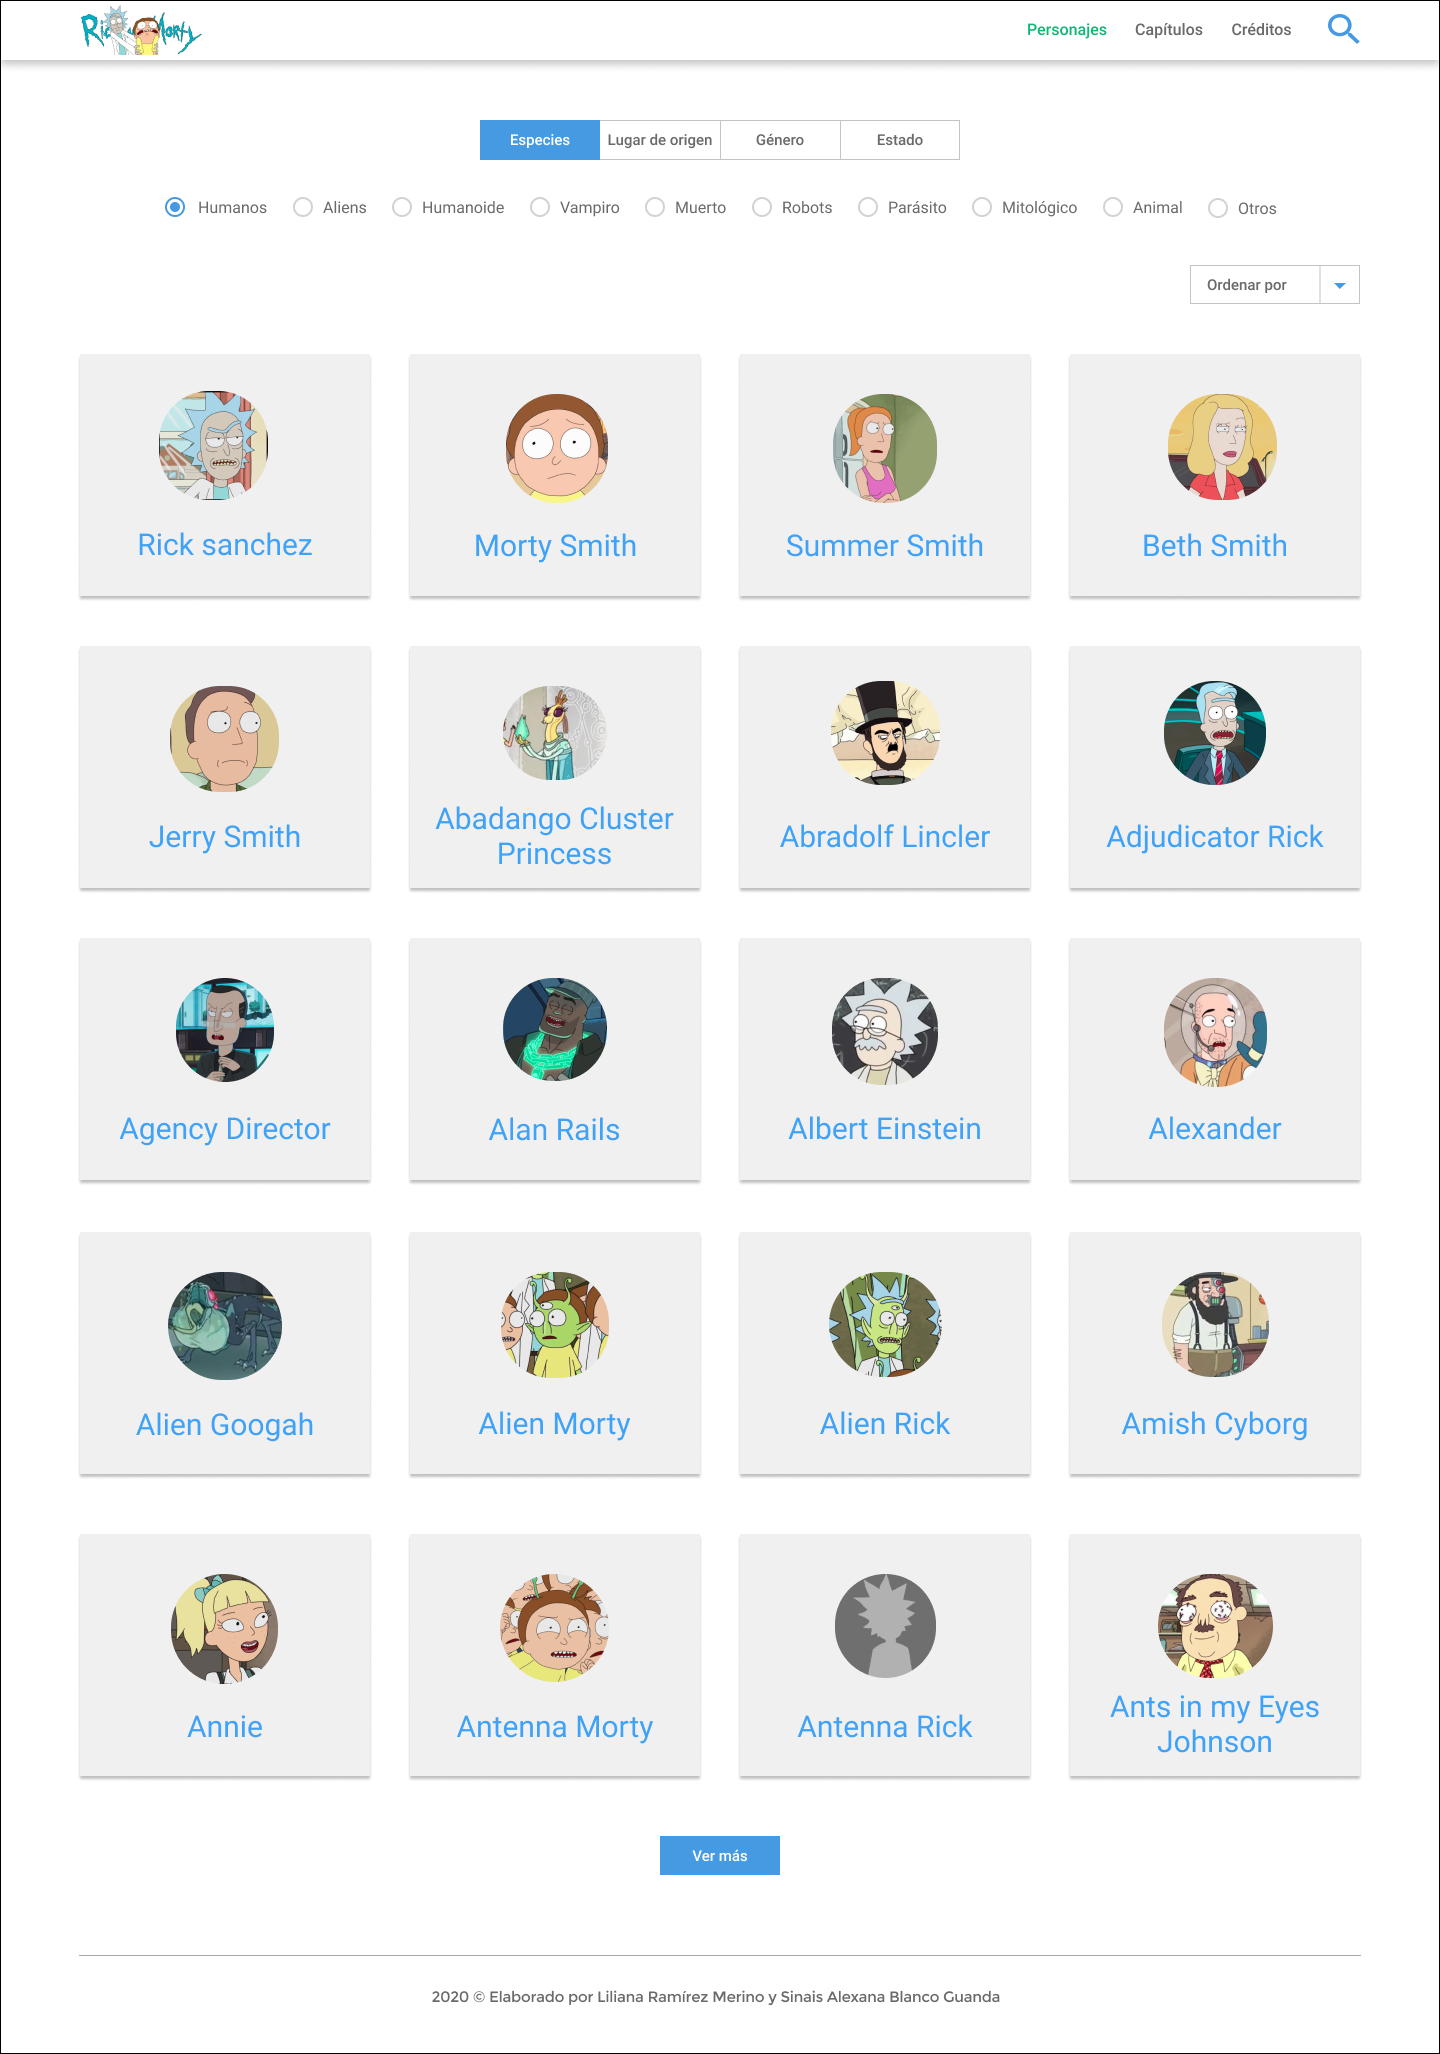 Rick y Morty
Personajes Capítulos Créditos
Especies Lugar de origen Género Estado
Humanos Aliens Humanoide Vampiro Muerto Robots Parásito Mitológico Animal Otros
Ordenar por
Rick sanchez Morty Smith Summer Smith Beth Smith
Jerry Smith Abadango Cluster Princess Abradolf Lincler Adjudicator Rick
Agency Director Alan Rails Albert Einstein Alexander
Alien Googah Alien Morty Alien Rick Amish Cyborg
Annie Antenna Morty Antenna Rick Ants in my Eyes Johnson
Ver más
2020 © Elaborado por Liliana Ramírez Merino y Sinais Alexana Blanco Guanda